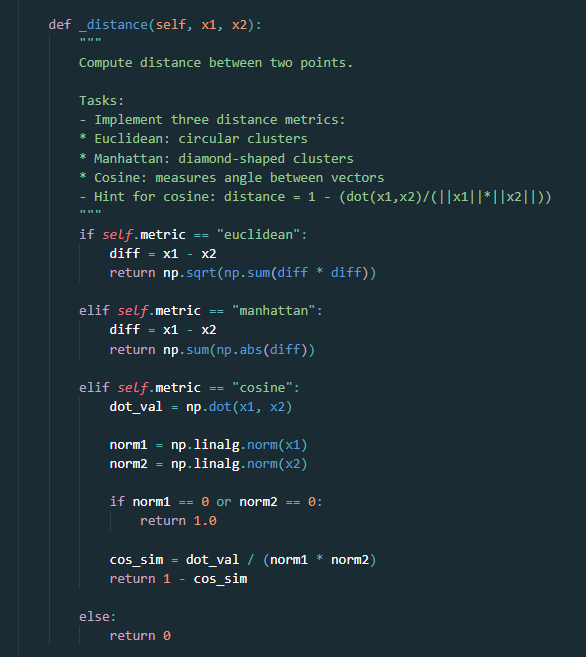 def _distance(self, x1, x2):
"""
Compute distance between two points.
Tasks:
- Implement three distance metrics:
* Euclidean: circular clusters
* Manhattan: diamond-shaped clusters
* Cosine: measures angle between vectors
- Hint for cosine: distance = 1 - (dot(x1,x2)/(||x1||*||x2||))
"""
if self.metric == "euclidean":
diff = x1 - x2
return np.sqrt(np.sum(diff * diff))
elif self.metric == "manhattan":
diff = x1 - x2
return np.sum(np.abs(diff))
elif self.metric == "cosine":
dot_val = np.dot(x1, x2)
norm1 = np.linalg.norm(x1)
norm2 = np.linalg.norm(x2)
if norm1 == 0 or norm2 == 0:
return 1.0
cos_sim = dot_val / (norm1 * norm2)
return 1 - cos_sim
else:
return 0